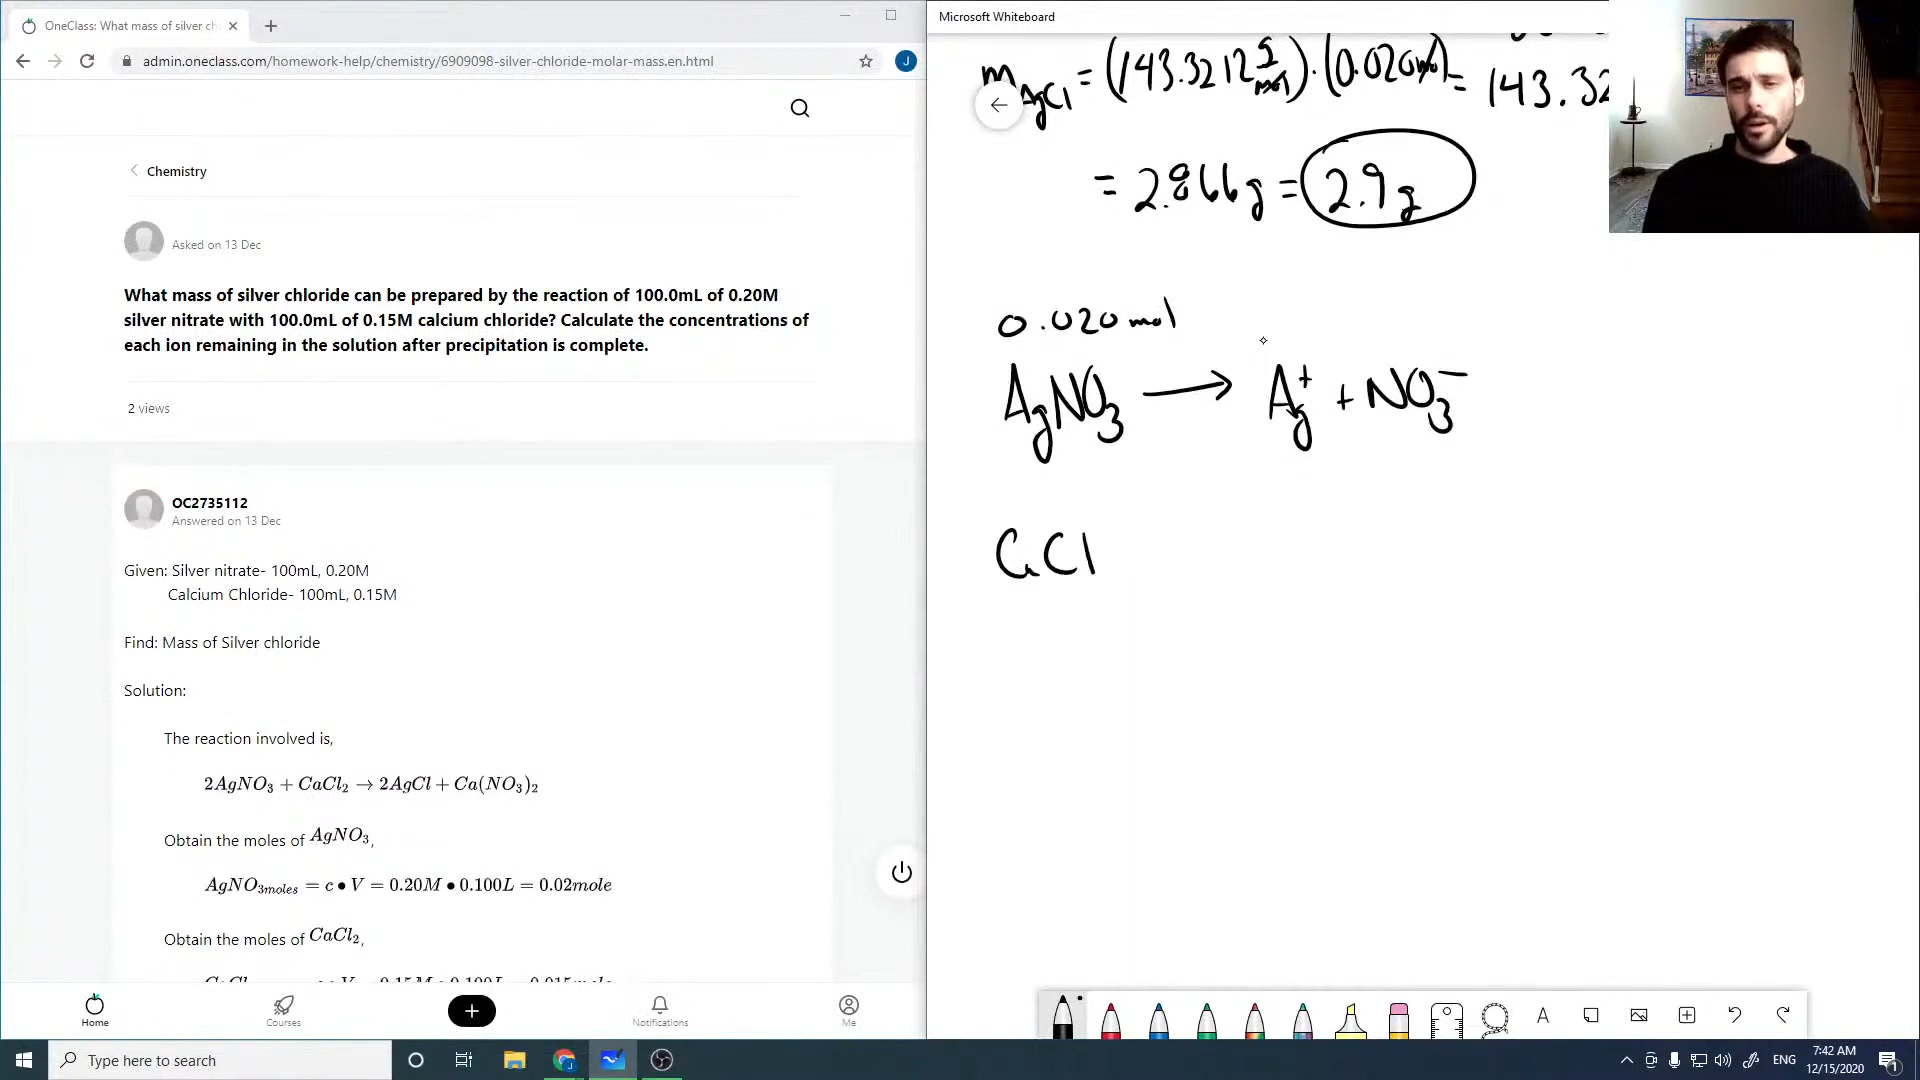 OneClass: What mass of silver ch
admin.oneclass.com/homework-help/chemistry/6909098-silver-chloride-molar-mass.en.html
J
Chemistry
Asked on 13 Dec
What mass of silver chloride can be prepared by the reaction of 100.0mL of 0.20M
silver nitrate with 100.0mL of 0.15M calcium chloride? Calculate the concentrations of
each ion remaining in the solution after precipitation is complete.
2 views
OC2735112
Answered on 13 Dec
Given: Silver nitrate- 100mL, 0.20M
Calcium Chloride- 100mL, 0.15M
Find: Mass of Silver chloride
Solution:
The reaction involved is,
2AgNO₃ + CaCl₂ → 2AgCl + Ca(NO₃)₂
Obtain the moles of AgNO₃,
AgNO₃moles = c • V = 0.20M • 0.100L = 0.02mole
Obtain the moles of CaCl₂,
Home
Courses
Notifications
Me
Microsoft Whiteboard
m AgCl = (143.3212 g/mol) · (0.020 mol) = 143.32
= 2.866g = 2.9g
0.020 mol
AgNO₃ → Ag⁺ + NO₃⁻
CaCl
A
Type here to search
ENG
7:42 AM
12/15/2020
1